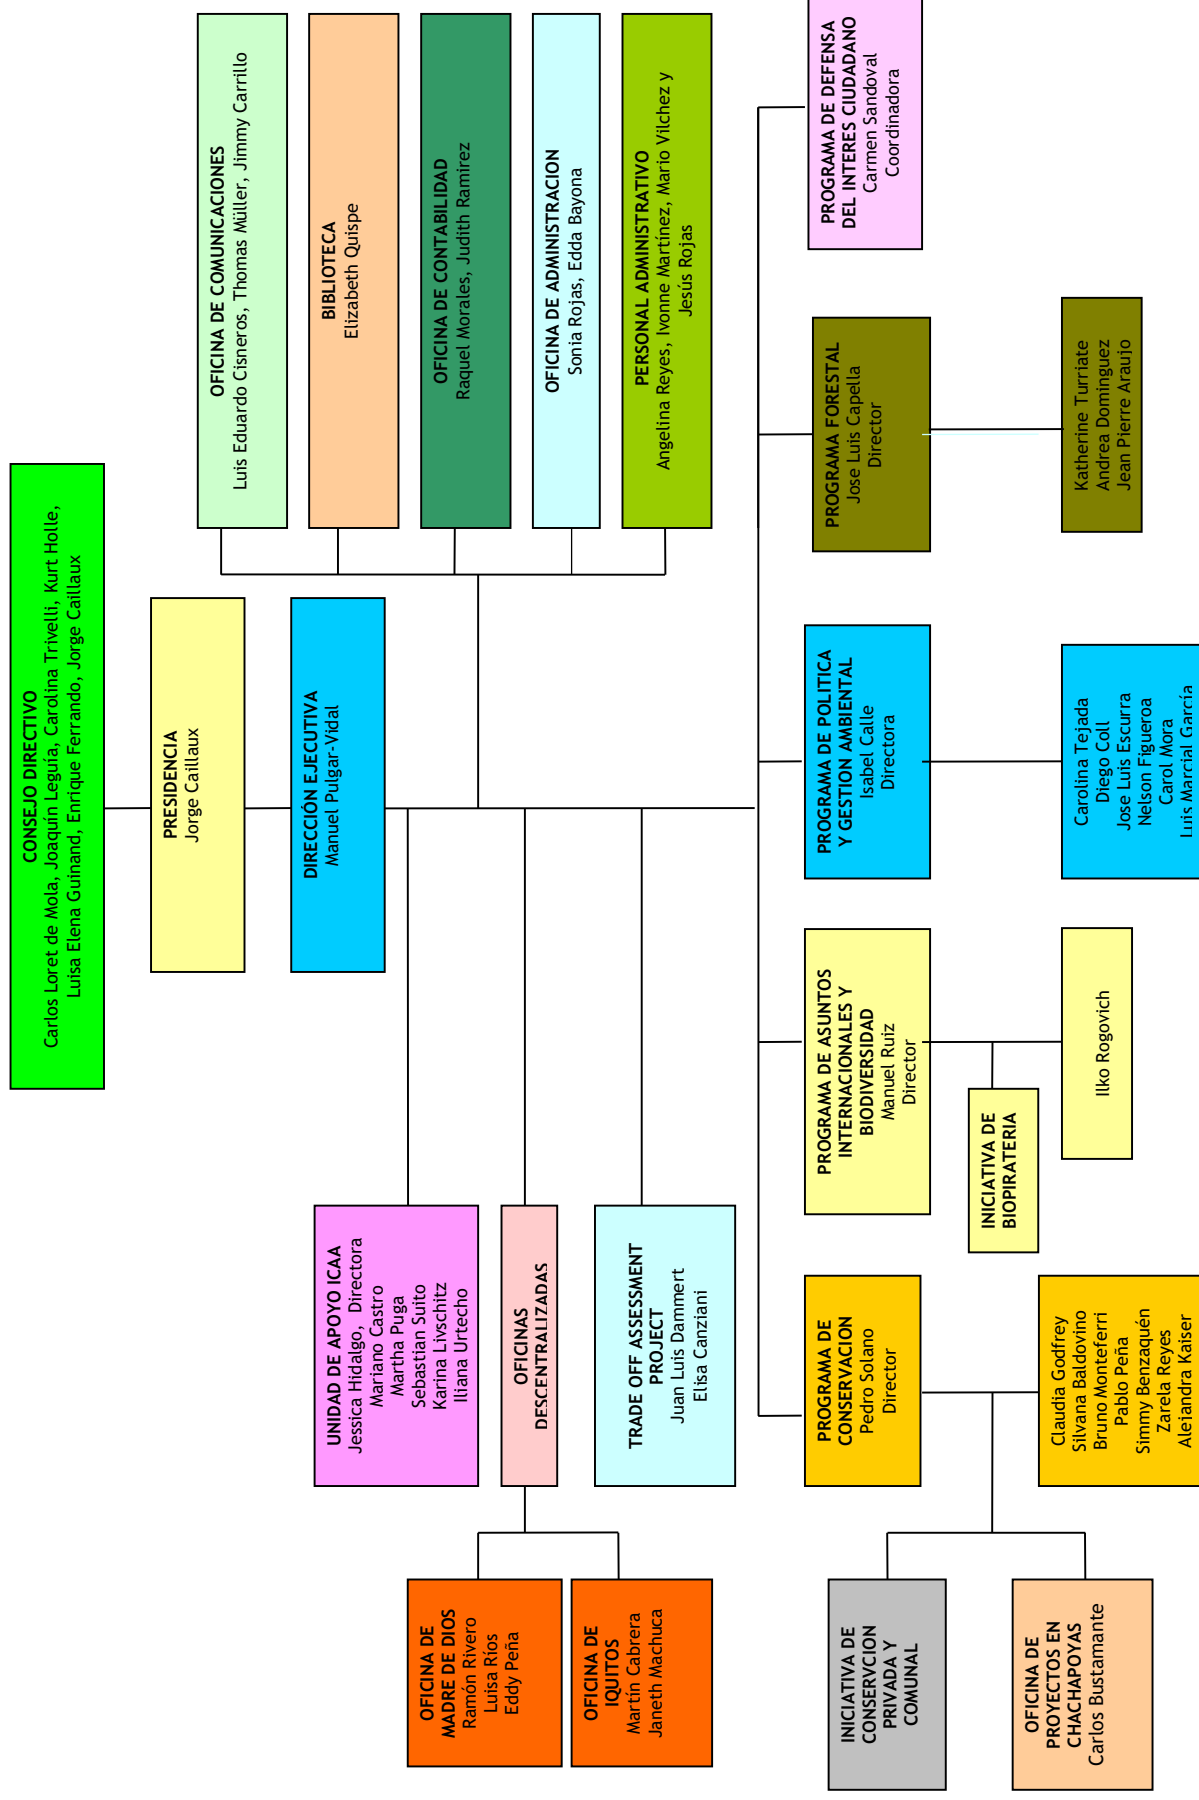 CONSEJO DIRECTIVO
Carlos Loret de Mola, Joaquín Leguía, Carolina Trivelli, Kurt Holle,
Luisa Elena Guinand, Enrique Ferrando, Jorge Caillaux
PRESIDENCIA
Jorge Caillaux
DIRECCIÓN EJECUTIVA
Manuel Pulgar-Vidal
OFICINA DE COMUNICACIONES
Luis Eduardo Cisneros, Thomas Müller, Jimmy Carrillo
BIBLIOTECA
Elizabeth Quispe
OFICINA DE CONTABILIDAD
Raquel Morales, Judith Ramirez
OFICINA DE ADMINISTRACION
Sonia Rojas, Edda Bayona
PERSONAL ADMINISTRATIVO
Angelina Reyes, Ivonne Martínez, Mario Vilchez y
Jesús Rojas
UNIDAD DE APOYO ICAA
Jessica Hidalgo, Directora
Mariano Castro
Martha Puga
Sebastian Suito
Karina Livschitz
Iliana Urtecho
OFICINAS
DESCENTRALIZADAS
TRADE OFF ASSESSMENT
PROJECT
Juan Luis Dammert
Elisa Canziani
OFICINA DE
MADRE DE DIOS
Ramón Rivero
Luisa Ríos
Eddy Peña
OFICINA DE
IQUITOS
Martín Cabrera
Janeth Machuca
PROGRAMA DE
CONSERVACION
Pedro Solano
Director
PROGRAMA DE ASUNTOS
INTERNACIONALES Y
BIODIVERSIDAD
Manuel Ruiz
Director
PROGRAMA DE POLITICA
Y GESTION AMBIENTAL
Isabel Calle
Directora
PROGRAMA FORESTAL
Jose Luis Capella
Director
PROGRAMA DE DEFENSA
DEL INTERES CIUDADANO
Carmen Sandoval
Coordinadora
INICIATIVA DE
CONSERVCION
PRIVADA Y
COMUNAL
OFICINA DE
PROYECTOS EN
CHACHAPOYAS
Carlos Bustamante
Claudia Godfrey
Silvana Baldovino
Bruno Monteferri
Pablo Peña
Simmy Benzaquén
Zarela Reyes
Alejandra Kaiser
INICIATIVA DE
BIOPIRATERIA
Ilko Rogovich
Carolina Tejada
Diego Coll
Jose Luis Escurra
Nelson Figueroa
Carol Mora
Luis Marcial García
Katherine Turriate
Andrea Dominguez
Jean Pierre Araujo